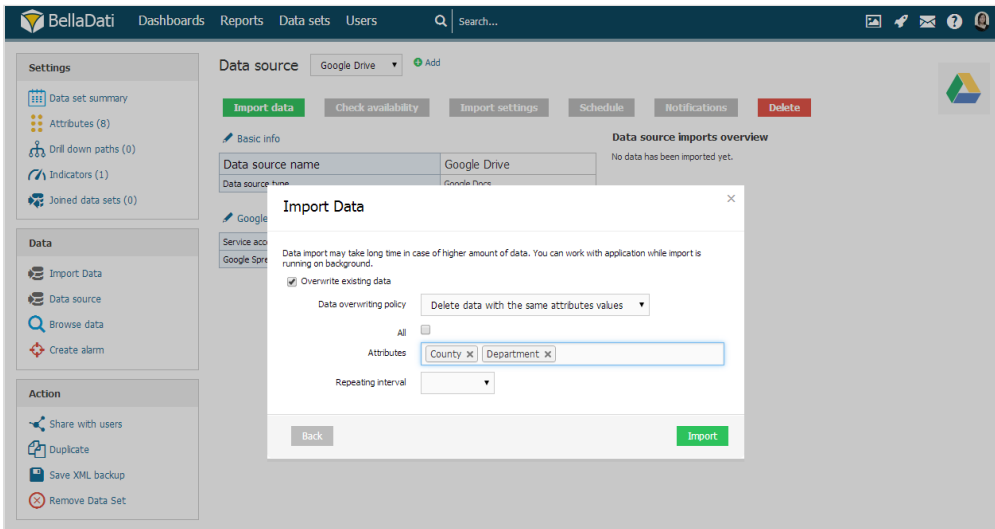 BellaDati Dashboards Reports Data sets Users Search...
Settings
Data set summary
Attributes (8)
Drill down paths (0)
Indicators (1)
Joined data sets (0)
Data
Import Data
Data source
Browse data
Create alarm
Action
Share with users
Duplicate
Save XML backup
Remove Data Set
Data source Google Drive Add
Import data Check availability Import settings Schedule Notifications Delete
Basic info
Data source name Google Drive
Data source type Google Docs
Google
Service acco
Google Spre
Data source imports overview
No data has been imported yet.
Import Data
Data import may take long time in case of higher amount of data. You can work with application while import is
running on background.
Overwrite existing data
Data overwriting policy Delete data with the same attributes values
All
Attributes County Department
Repeating interval
Back Import